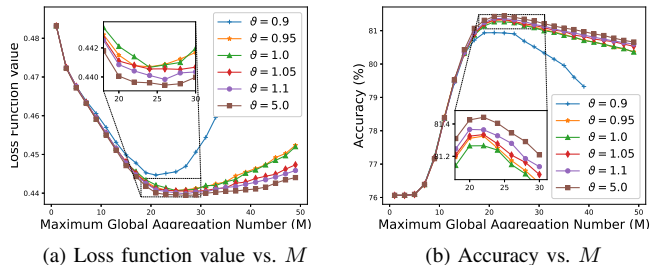 0.48
0.47
0.46
0.45
0.44
Loss Function Value
0.442
0.440
20
25
30
ϑ = 0.9
ϑ = 0.95
ϑ = 1.0
ϑ = 1.05
ϑ = 1.1
ϑ = 5.0
0 10 20 30 40 50
Maximum Global Aggregation Number (M)
(a) Loss function value vs. M
81
80
79
78
77
76
Accuracy (%)
81.4
81.2
20
25
30
ϑ = 0.9
ϑ = 0.95
ϑ = 1.0
ϑ = 1.05
ϑ = 1.1
ϑ = 5.0
0 10 20 30 40 50
Maximum Global Aggregation Number (M)
(b) Accuracy vs. M